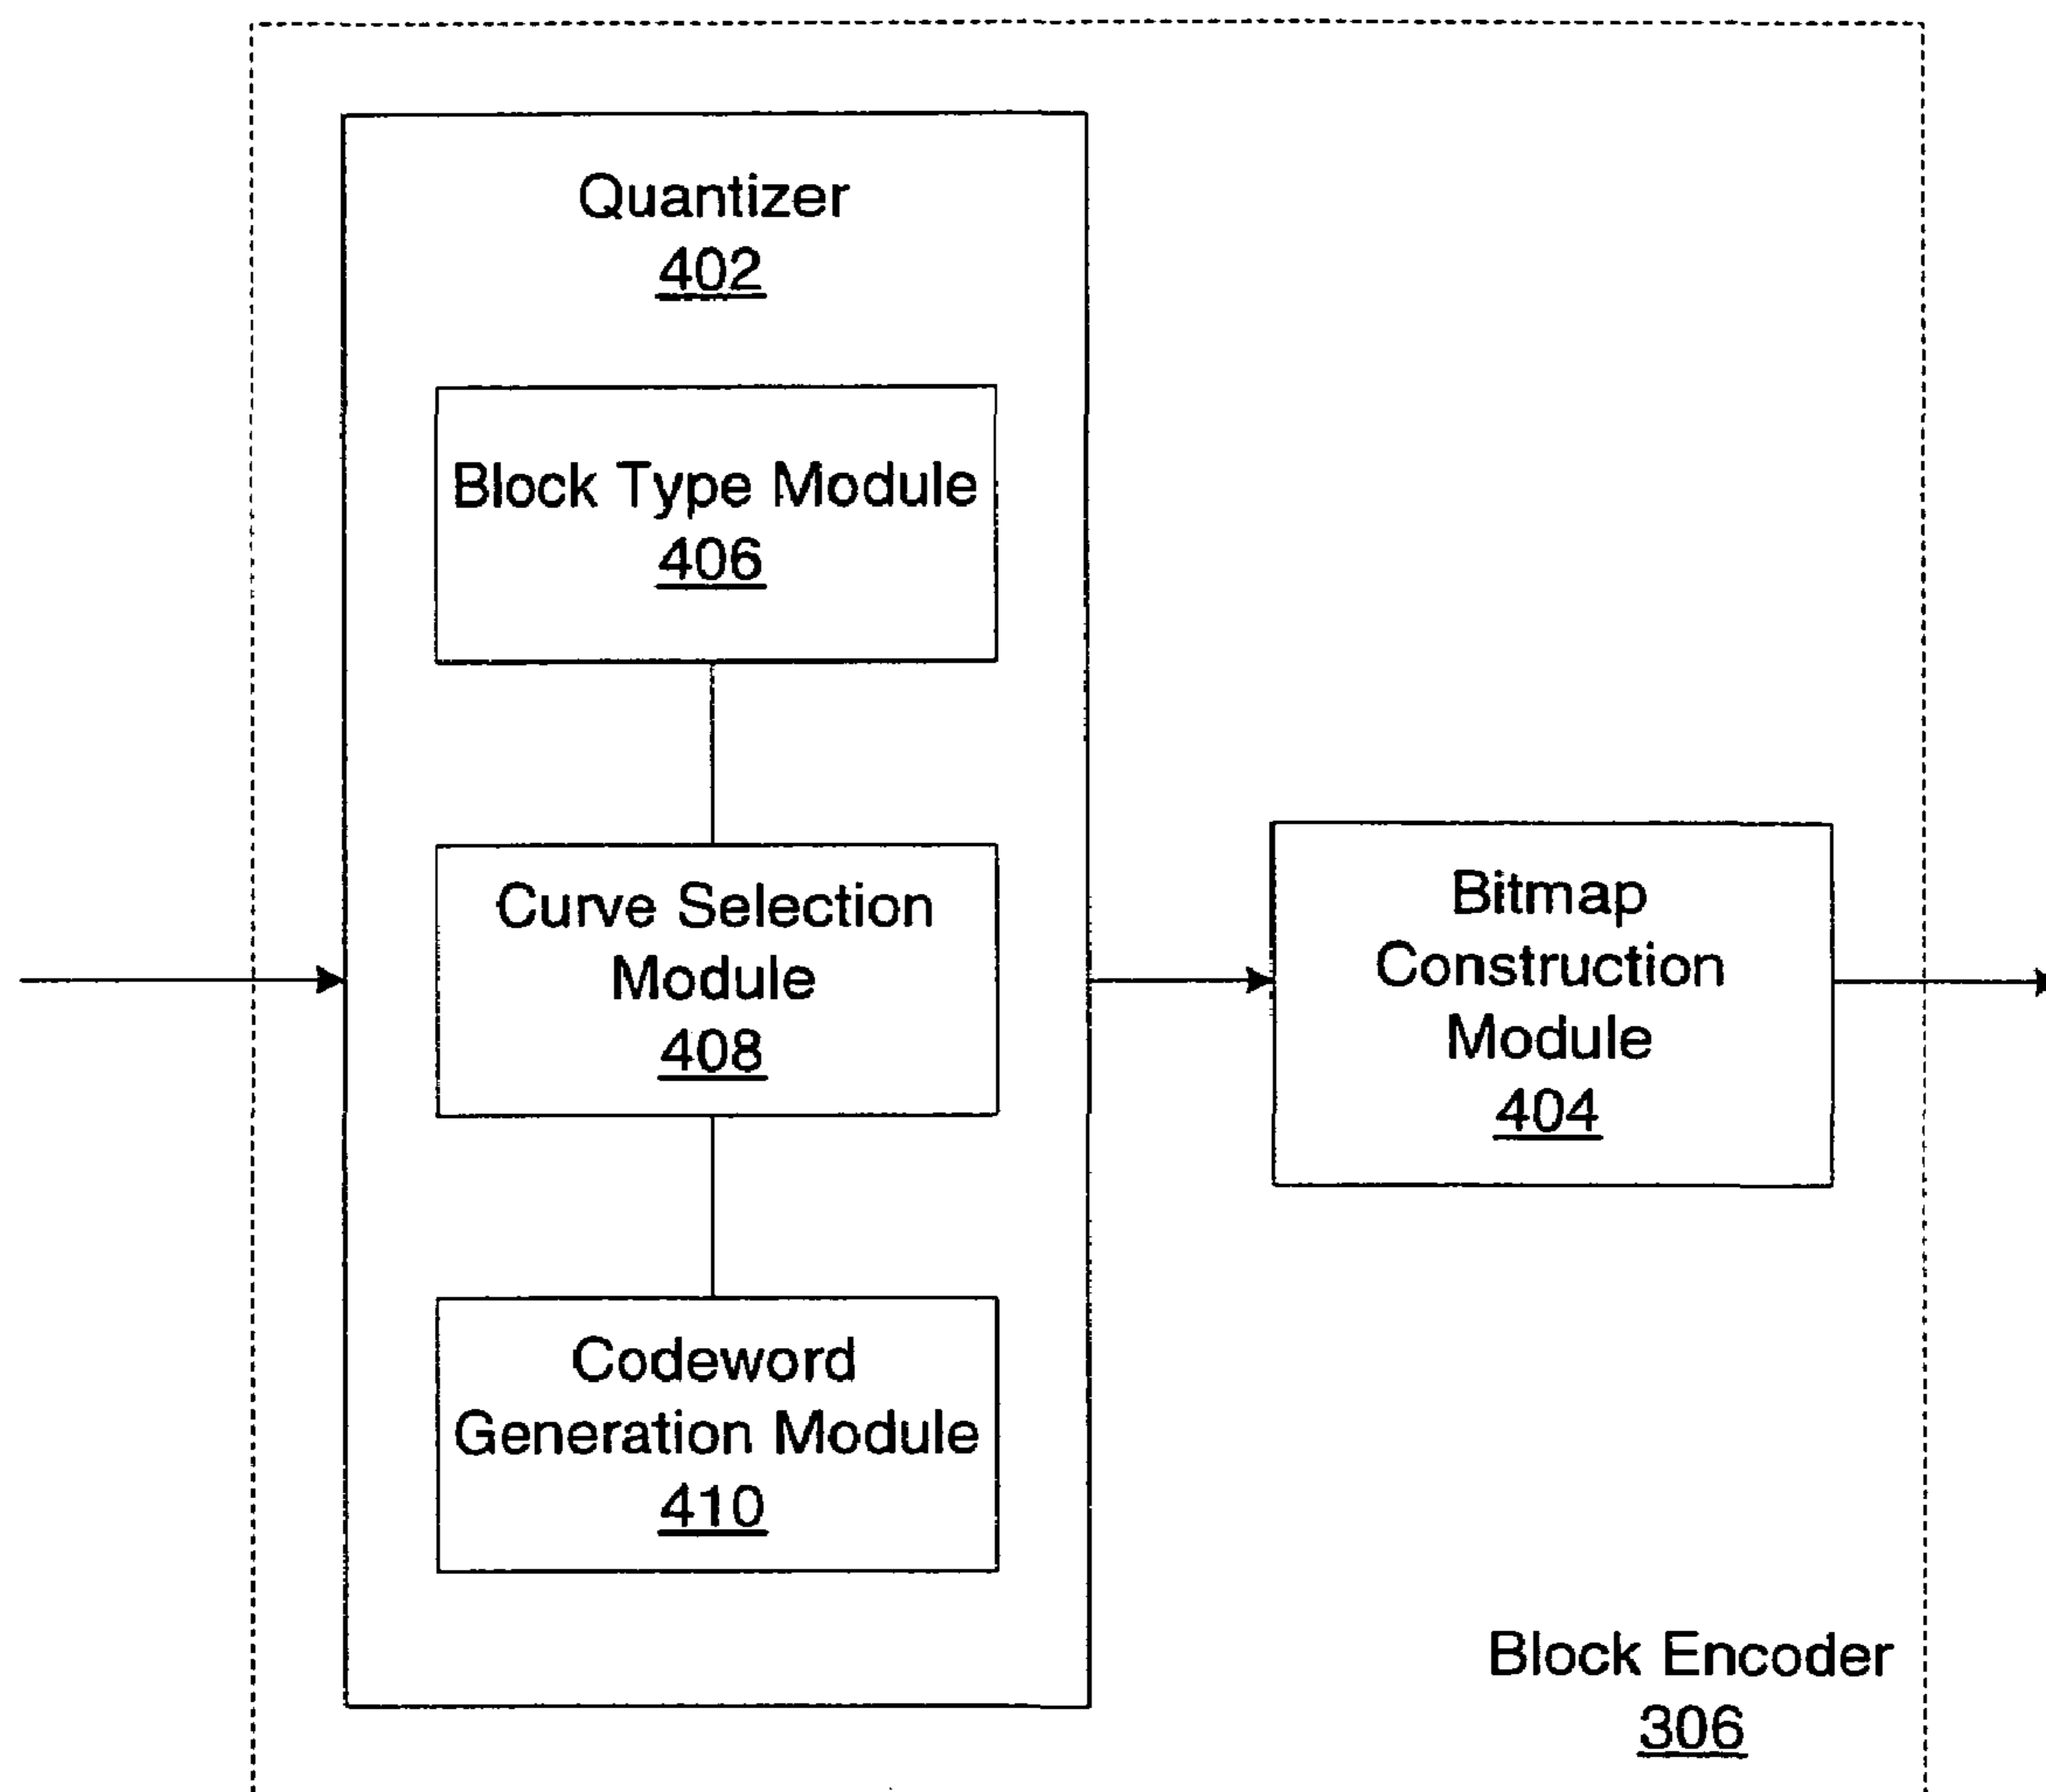 Quantizer
402
Block Type Module
406
Curve Selection
Module
408
Codeword
Generation Module
410
Bitmap
Construction
Module
404
Block Encoder
306